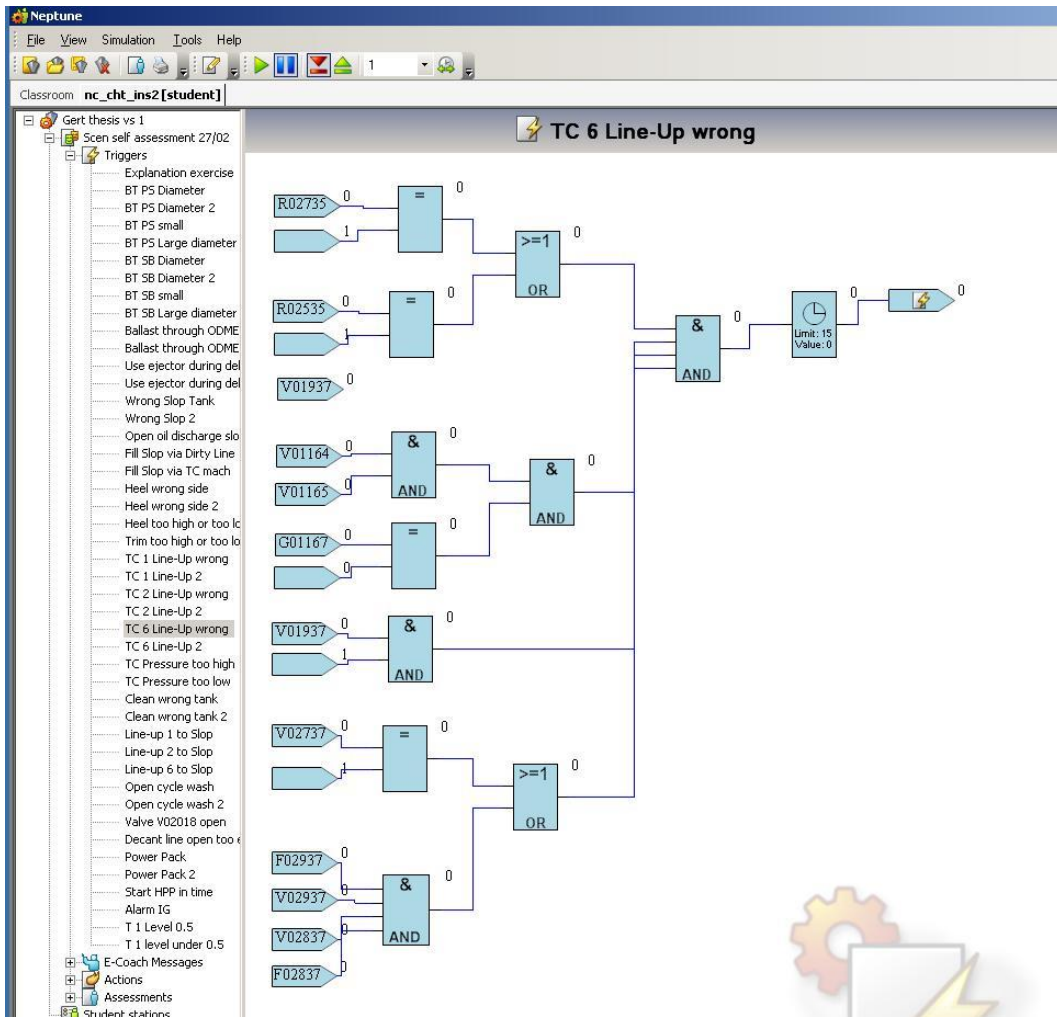 Neptune
File View Simulation Tools Help
1
Classroom nc_cht_ins2[student]
Gert thesis vs 1
Scen self assessment 27/02
Triggers
Explanation exercise
BT PS Diameter
BT PS Diameter 2
BT PS small
BT PS Large diameter
BT SB Diameter
BT SB Diameter 2
BT SB small
BT SB Large diameter
Ballast through ODME
Ballast through ODME
Use ejector during del
Use ejector during del
Wrong Slop Tank
Wrong Slop 2
Open oil discharge slo
Fill Slop via Dirty Line
Fill Slop via TC mach
Heel wrong side
Heel wrong side 2
Heel too high or too lo
Trim too high or too lo
TC 1 Line-Up wrong
TC 1 Line-Up 2
TC 2 Line-Up wrong
TC 2 Line-Up 2
TC 6 Line-Up wrong
TC 6 Line-Up 2
TC Pressure too high
TC Pressure too low
Clean wrong tank
Clean wrong tank 2
Line-up 1 to Slop
Line-up 2 to Slop
Line-up 6 to Slop
Open cycle wash
Open cycle wash 2
Valve V02018 open
Decant line open too e
Power Pack
Power Pack 2
Start HPP in time
Alarm IG
T 1 Level 0.5
T 1 level under 0.5
E-Coach Messages
Actions
Assessments
Student stations
TC 6 Line-Up wrong
R02735 0 = 0
1
>=1 0
OR
R02535 0 = 0
1
& 0
AND
Limit: 15
Value: 0
0
0
V01937 0
V01164 0 & 0
V01165 0 AND
& 0
AND
G01167 0 = 0
0
V01937 0 & 0
1 AND
V02737 0 = 0
1
>=1 0
OR
F02937 0 & 0
V02937 0
V02837 0 AND
F02837 0